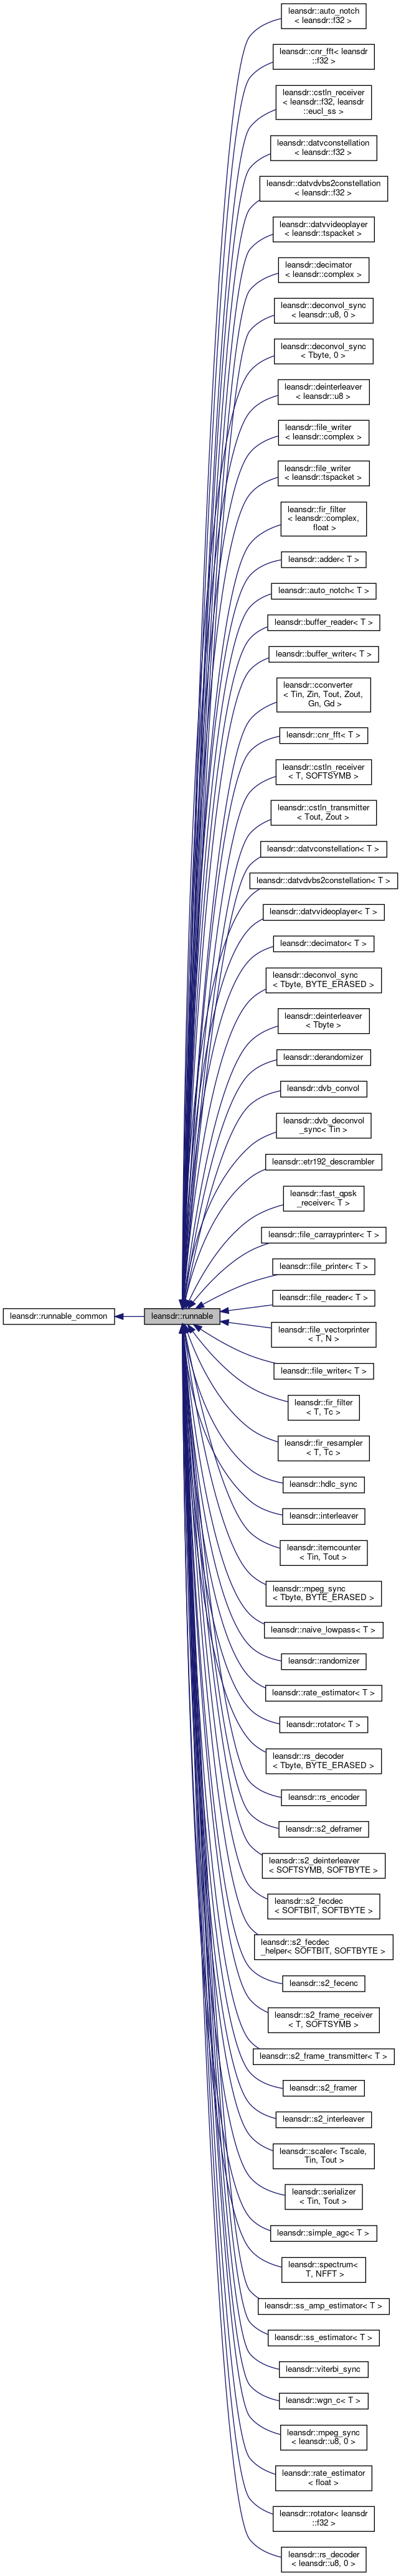 leansdr::auto_notch
< leansdr::f32 >
leansdr::cnr_fft< leansdr
::f32 >
leansdr::cstln_receiver
< leansdr::f32, leansdr
::eucl_ss >
leansdr::datvconstellation
< leansdr::f32 >
leansdr::datvdvbs2constellation
< leansdr::f32 >
leansdr::datvvideoplayer
< leansdr::tspacket >
leansdr::decimator
< leansdr::complex >
leansdr::deconvol_sync
< leansdr::u8, 0 >
leansdr::deconvol_sync
< Tbyte, 0 >
leansdr::deinterleaver
< leansdr::u8 >
leansdr::file_writer
< leansdr::complex >
leansdr::file_writer
< leansdr::tspacket >
leansdr::fir_filter
< leansdr::complex,
float >
leansdr::adder< T >
leansdr::auto_notch< T >
leansdr::buffer_reader< T >
leansdr::buffer_writer< T >
leansdr::cconverter
< Tin, Zin, Tout, Zout,
Gn, Gd >
leansdr::cnr_fft< T >
leansdr::cstln_receiver
< T, SOFTSYMB >
leansdr::cstln_transmitter
< Tout, Zout >
leansdr::datvconstellation< T >
leansdr::datvdvbs2constellation< T >
leansdr::datvvideoplayer< T >
leansdr::decimator< T >
leansdr::deconvol_sync
< Tbyte, BYTE_ERASED >
leansdr::deinterleaver
< Tbyte >
leansdr::derandomizer
leansdr::dvb_convol
leansdr::dvb_deconvol
_sync< Tin >
leansdr::etr192_descrambler
leansdr::fast_qpsk
_receiver< T >
leansdr::file_carrayprinter< T >
leansdr::file_printer< T >
leansdr::file_reader< T >
leansdr::runnable_common
leansdr::runnable
leansdr::file_vectorprinter
< T, N >
leansdr::file_writer< T >
leansdr::fir_filter
< T, Tc >
leansdr::fir_resampler
< T, Tc >
leansdr::hdlc_sync
leansdr::interleaver
leansdr::itemcounter
< Tin, Tout >
leansdr::mpeg_sync
< Tbyte, BYTE_ERASED >
leansdr::naive_lowpass< T >
leansdr::randomizer
leansdr::rate_estimator< T >
leansdr::rotator< T >
leansdr::rs_decoder
< Tbyte, BYTE_ERASED >
leansdr::rs_encoder
leansdr::s2_deframer
leansdr::s2_deinterleaver
< SOFTSYMB, SOFTBYTE >
leansdr::s2_fecdec
< SOFTBIT, SOFTBYTE >
leansdr::s2_fecdec
_helper< SOFTBIT, SOFTBYTE >
leansdr::s2_fecenc
leansdr::s2_frame_receiver
< T, SOFTSYMB >
leansdr::s2_frame_transmitter< T >
leansdr::s2_framer
leansdr::s2_interleaver
leansdr::scaler< Tscale,
Tin, Tout >
leansdr::serializer
< Tin, Tout >
leansdr::simple_agc< T >
leansdr::spectrum<
T, NFFT >
leansdr::ss_amp_estimator< T >
leansdr::ss_estimator< T >
leansdr::viterbi_sync
leansdr::wgn_c< T >
leansdr::mpeg_sync
< leansdr::u8, 0 >
leansdr::rate_estimator
< float >
leansdr::rotator< leansdr
::f32 >
leansdr::rs_decoder
< leansdr::u8, 0 >